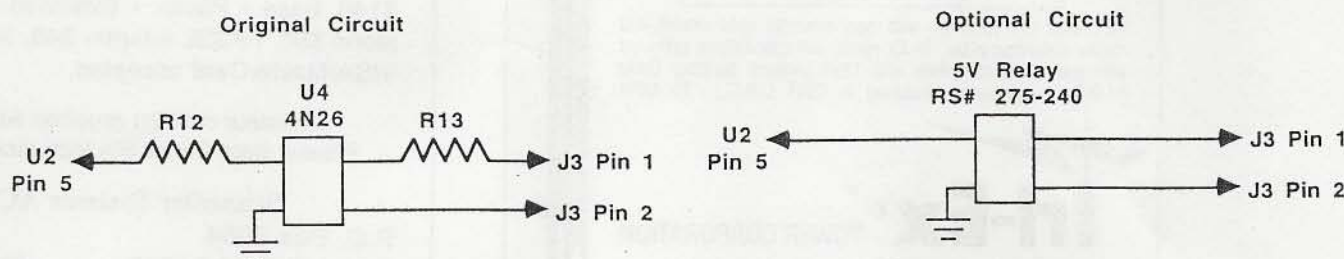 Original Circuit
U4
4N26
R12
R13
U2
Pin 5
J3 Pin 1
J3 Pin 2
Optional Circuit
5V Relay
RS# 275-240
U2
Pin 5
J3 Pin 1
J3 Pin 2